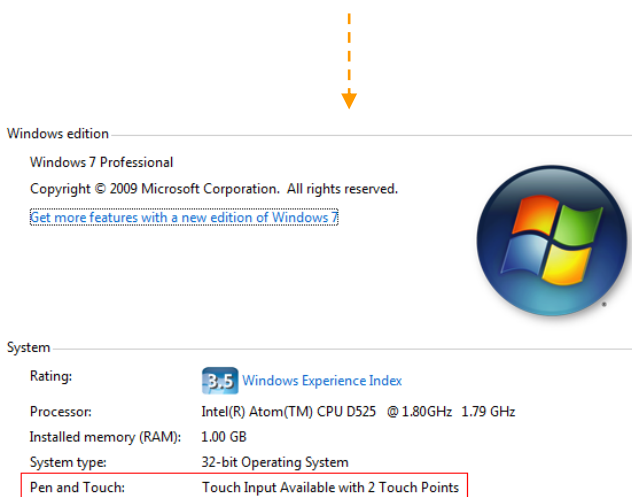 Windows edition
Windows 7 Professional
Copyright © 2009 Microsoft Corporation. All rights reserved.
Get more features with a new edition of Windows 7
System
Rating: 3.5 Windows Experience Index
Processor: Intel(R) Atom(TM) CPU D525 @ 1.80GHz 1.79 GHz
Installed memory (RAM): 1.00 GB
System type: 32-bit Operating System
Pen and Touch: Touch Input Available with 2 Touch Points